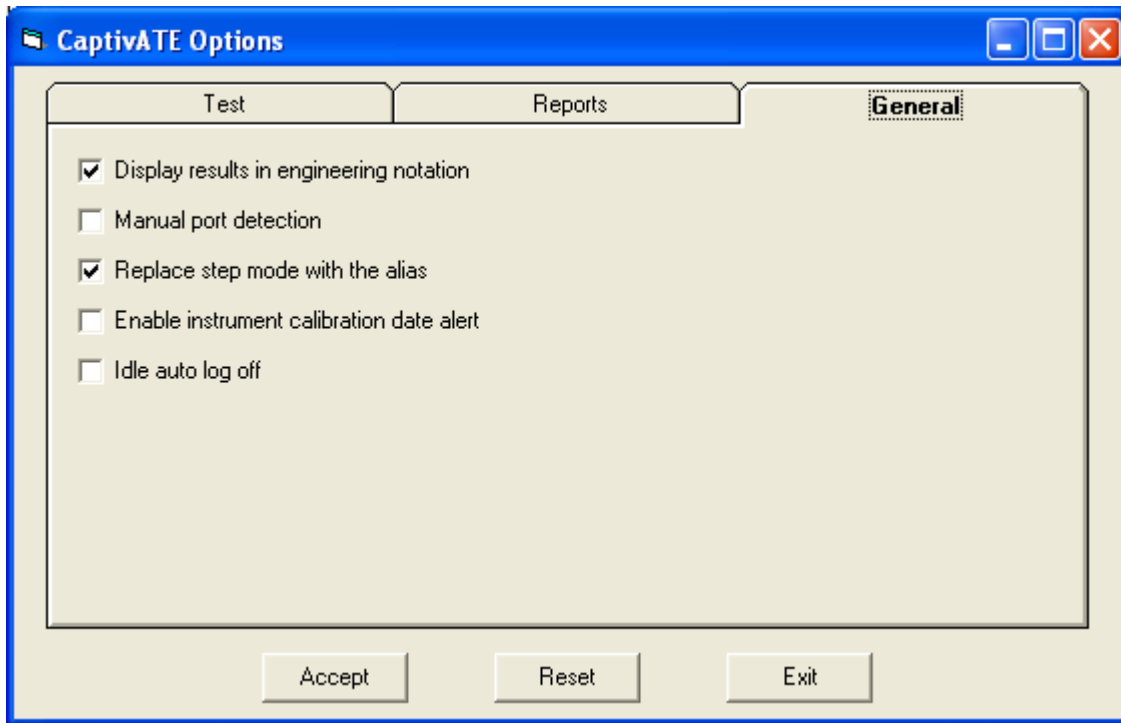 CaptivATE Options
Test Reports General
Display results in engineering notation
Manual port detection
Replace step mode with the alias
Enable instrument calibration date alert
Idle auto log off
Accept Reset Exit